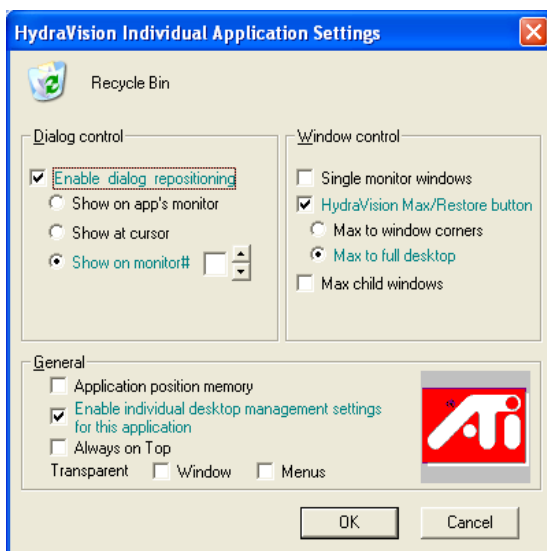 HydraVision Individual Application Settings
Recycle Bin
Dialog control
Enable dialog repositioning
Show on app's monitor
Show at cursor
Show on monitor#
Window control
Single monitor windows
HydraVision Max/Restore button
Max to window corners
Max to full desktop
Max child windows
General
Application position memory
Enable individual desktop management settings
for this application
Always on Top
Transparent Window Menus
ATi
OK Cancel